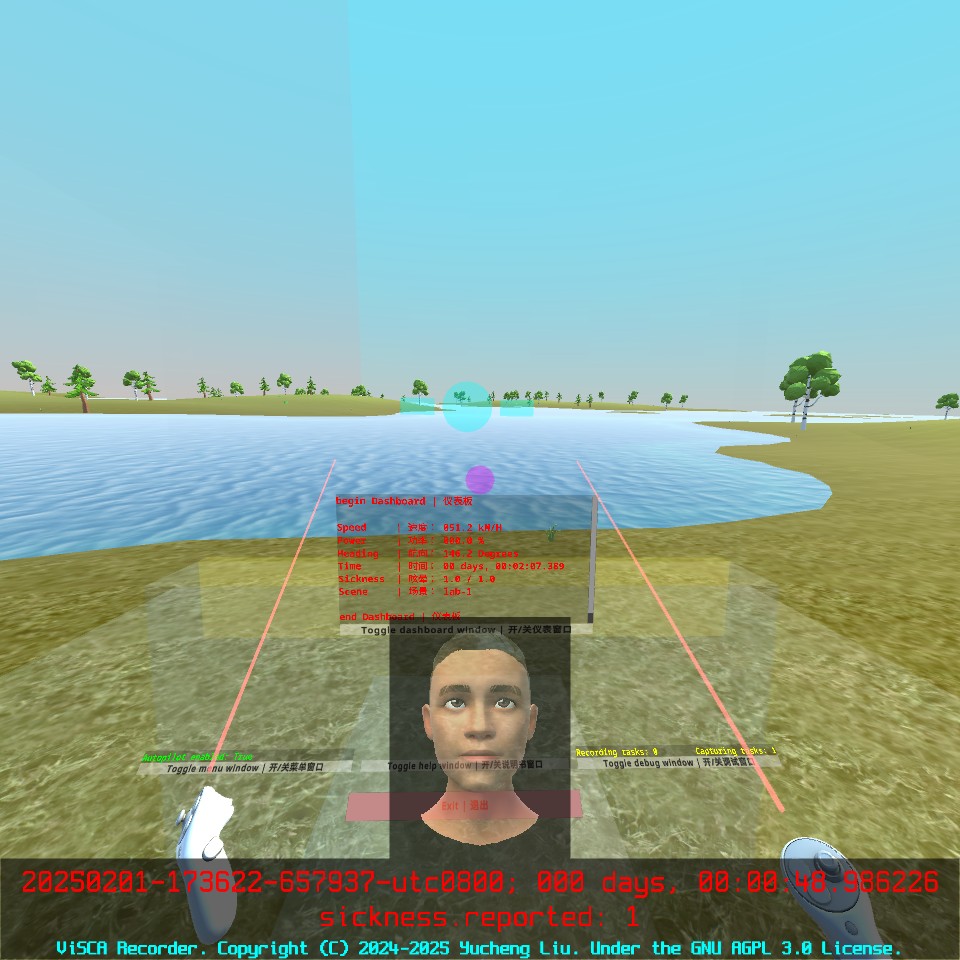 begin Dashboard | 仪表板
Speed | 速度: 051.2 kM/H
Power | 功率: 000.0 %
Heading | 航向: 146.2 Degrees
Time | 时间: 00 days, 00:02:07.389
Sickness | 眩晕: 1.0 / 1.0
Scene | 场景: lab-1
end Dashboard | 仪表板
Toggle dashboard window | 开/关仪表窗口
Autopilot enabled: True
Recording tasks: 0 Capturing tasks: 1
Toggle menu window | 开/关菜单窗口
Toggle help window | 开/关说明书窗口
Toggle debug window | 开/关调试窗口
Exit | 退出
20250201-173622-657937-utc0800; 000 days, 00:00:48.986226
sickness.reported: 1
ViSCA Recorder. Copyright (C) 2024-2025 Yucheng Liu. Under the GNU AGPL 3.0 License.